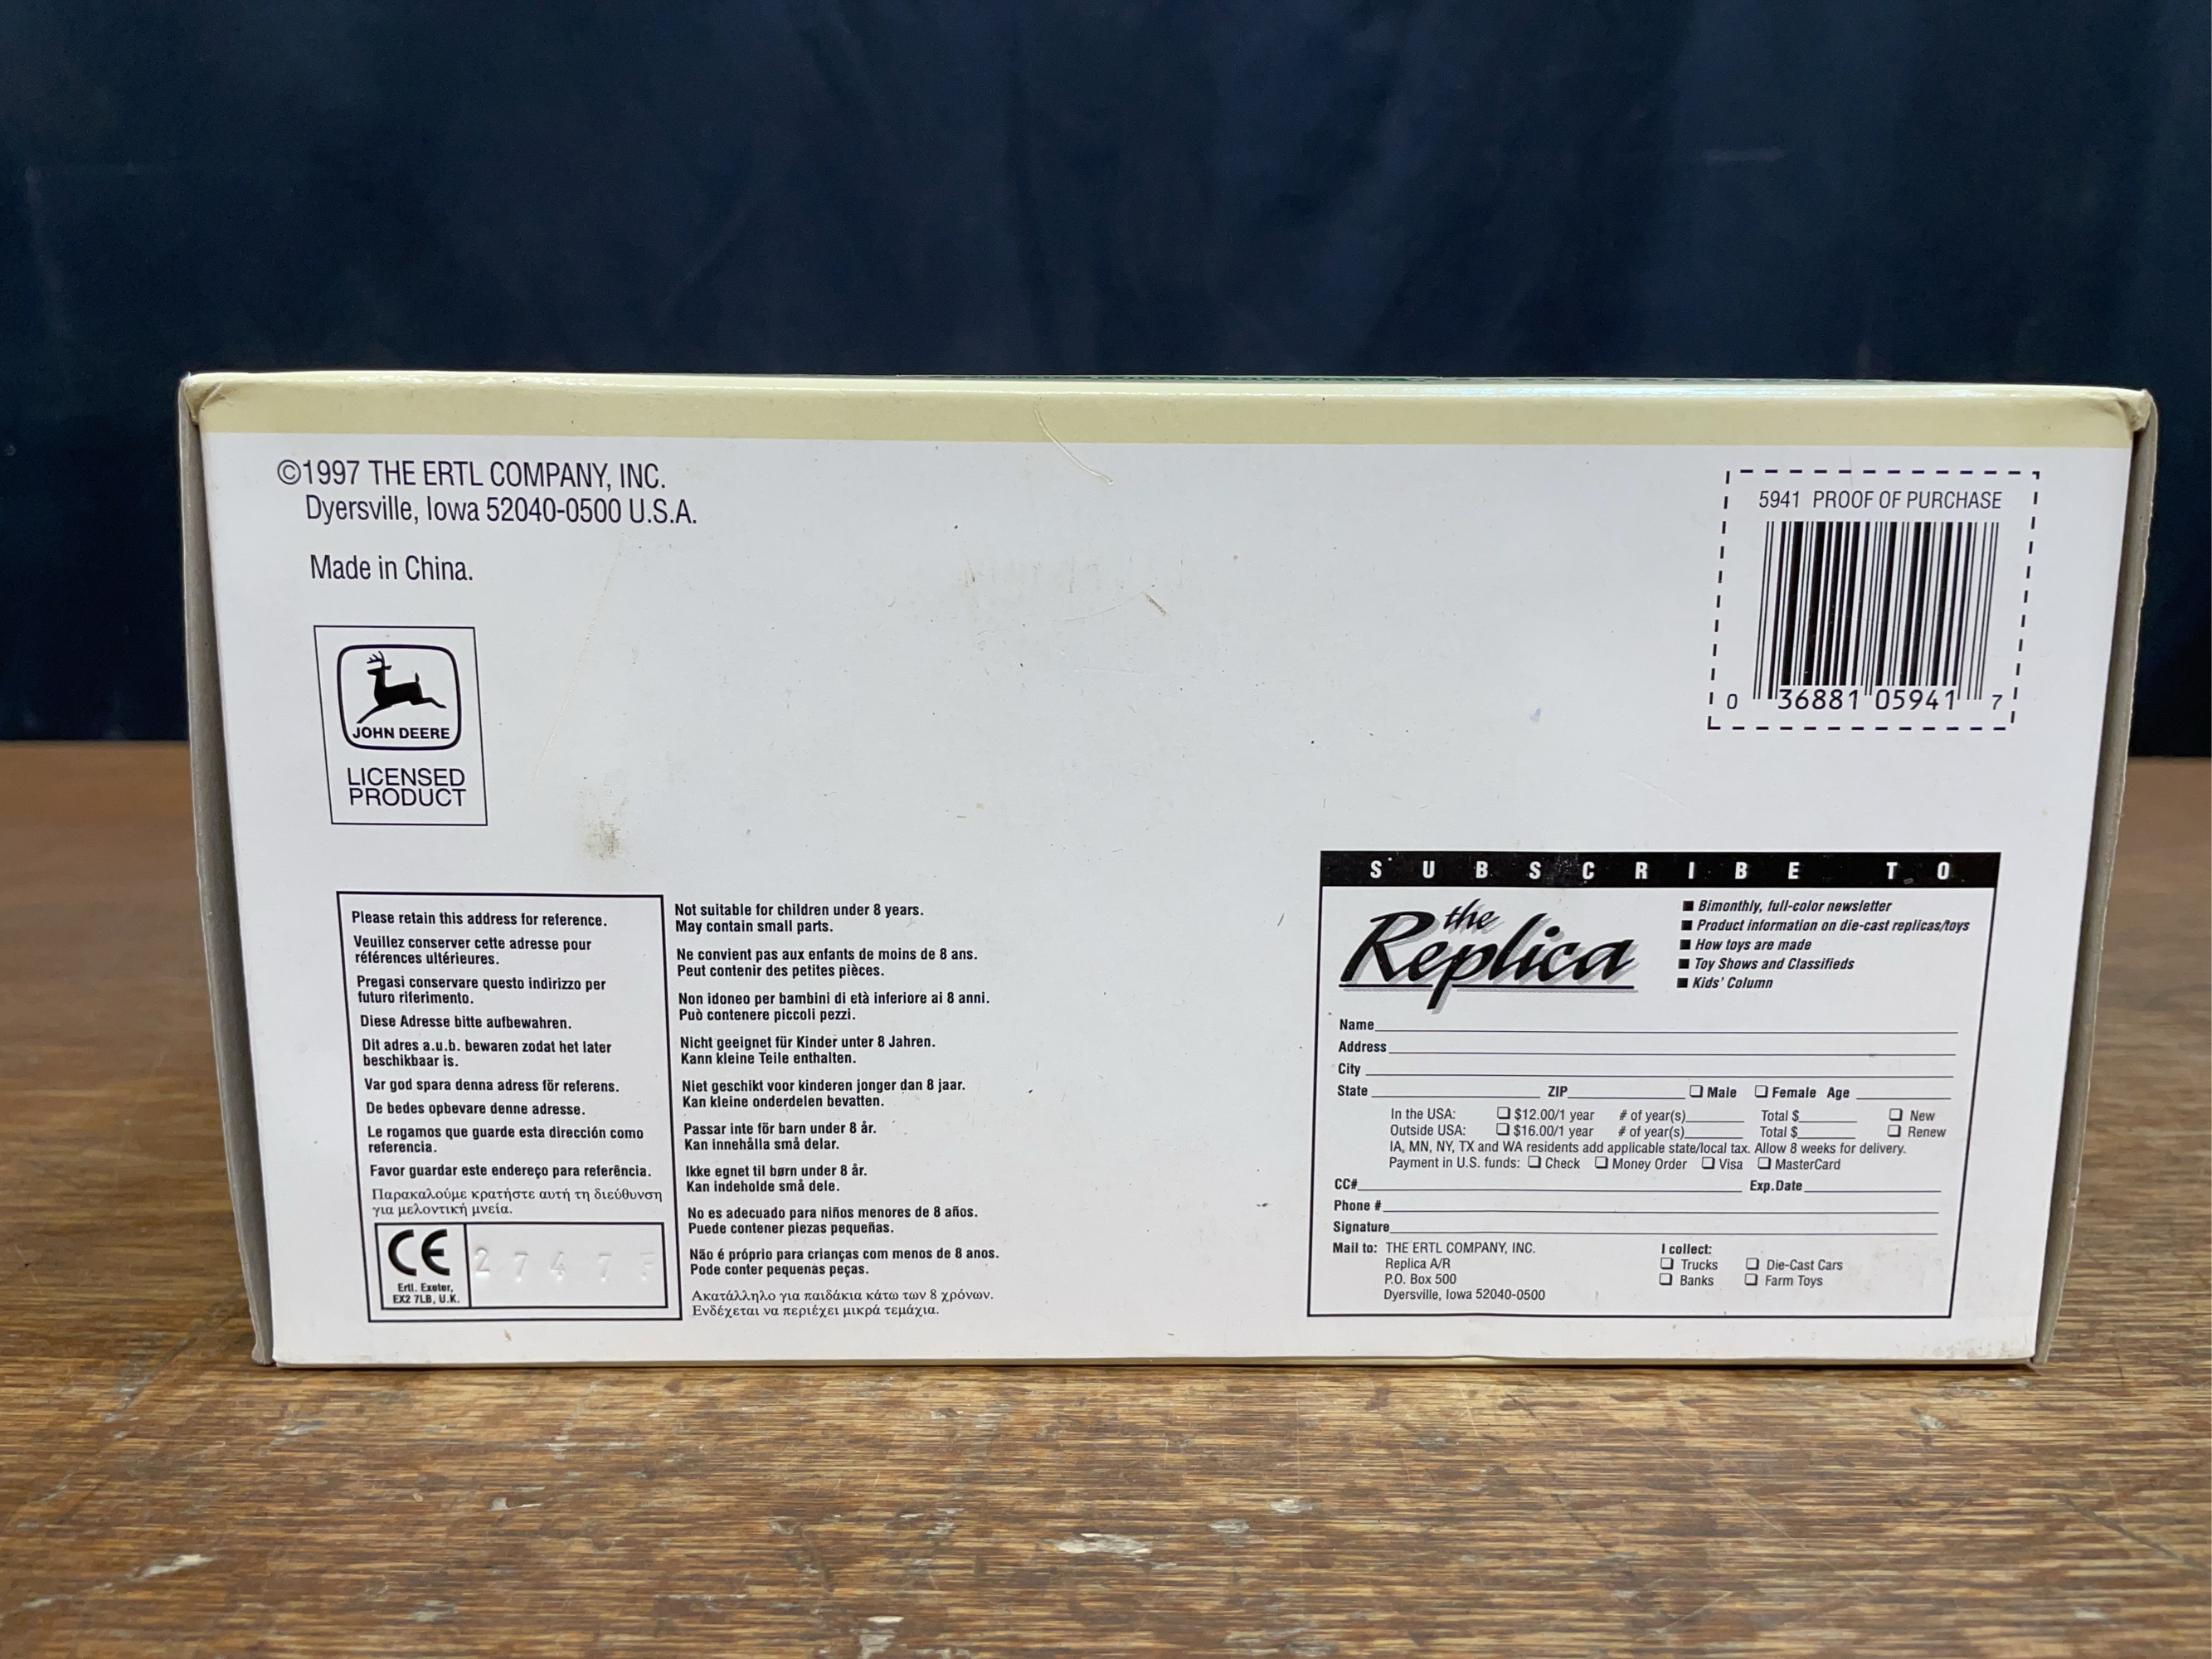 ©1997 THE ERTL COMPANY, INC.
Dyersville, Iowa 52040-0500 U.S.A.
Made in China.
JOHN DEERE
LICENSED
PRODUCT
5941 PROOF OF PURCHASE
0 36881 05941 7
Please retain this address for reference.
Veuillez conserver cette adresse pour
références ultérieures.
Pregasi conservare questo indirizzo per
futuro riferimento.
Diese Adresse bitte aufbewahren.
Dit adres a.u.b. bewaren zodat het later
beschikbaar is.
Var god spara denna adress för referens.
De bedes opbevare denne adresse.
Le rogamos que guarde esta dirección como
referencia.
Favor guardar este endereço para referência.
Παρακαλούμε κρατήστε αυτή τη διεύθυνση
για μελοντική μνεία.
CE
Ertl. Exeter,
EX2 7LB, U.K.
2 7 4 7 F
Not suitable for children under 8 years.
May contain small parts.
Ne convient pas aux enfants de moins de 8 ans.
Peut contenir des petites pièces.
Non idoneo per bambini di età inferiore ai 8 anni.
Può contenere piccoli pezzi.
Nicht geeignet für Kinder unter 8 Jahren.
Kann kleine Teile enthalten.
Niet geschikt voor kinderen jonger dan 8 jaar.
Kan kleine onderdelen bevatten.
Passar inte för barn under 8 år.
Kan innehålla små delar.
Ikke egnet til børn under 8 år.
Kan indeholde små dele.
No es adecuado para niños menores de 8 años.
Puede contener piezas pequeñas.
Não é próprio para crianças com menos de 8 anos.
Pode conter pequenas peças.
Ακατάλληλο για παιδάκια κάτω των 8 χρόνων.
Ενδέχεται να περιέχει μικρά τεμάχια.
SUBSCRIBE TO
the
Replica
Bimonthly, full-color newsletter
Product information on die-cast replicas/toys
How toys are made
Toy Shows and Classifieds
Kids' Column
Name
Address
City
State ZIP Male Female Age
In the USA: $12.00/1 year # of year(s) Total $ New
Outside USA: $16.00/1 year # of year(s) Total $ Renew
IA, MN, NY, TX and WA residents add applicable state/local tax. Allow 8 weeks for delivery.
Payment in U.S. funds: Check Money Order Visa MasterCard
CC# Exp.Date
Phone #
Signature
Mail to: THE ERTL COMPANY, INC.
Replica A/R
P.O. Box 500
Dyersville, Iowa 52040-0500
I collect:
Trucks Die-Cast Cars
Banks Farm Toys